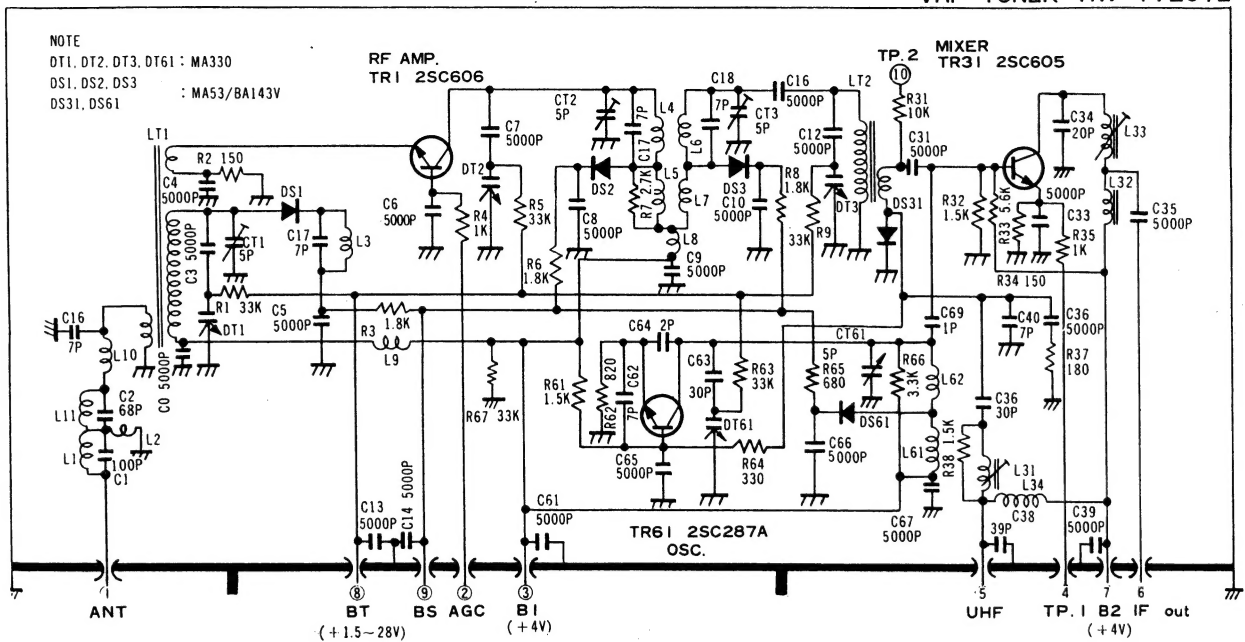 NOTE
DT1, DT2, DT3, DT61 : MA330
DS1, DS2, DS3
DS31, DS61
: MA53/BA143V
RF AMP.
TR1 2SC606
TP.2
10
MIXER
TR31 2SC605
LT1
R2 150
C4
5000P
C3 5000P
CT1
5P
DS1
C17
7P
L3
R1 33K
DT1
C5
5000P
C16
7P
L10
CO 5000P
L11
C2
68P
L2
L1
100P
C1
C6
5000P
R4
1K
C7
5000P
DT2
R5
33K
CT2
5P
DS2
C8
5000P
R6
1.8K
7P
C17
L4
R7 2.7K
L5
L6
L7
L8
C9
5000P
C18
7P
CT3
5P
DS3
C10
5000P
C16
5000P
R8
1.8K
C12
5000P
DT3
R9
33K
LT2
R31
10K
C31
5000P
DS31
R32
1.5K
R33 5.6K
5000P
C33
R34 150
R35
1K
C34
20P
L33
L32
C35
5000P
R3
1.8K
L9
R67 33K
R61
1.5K
R62
820
C62
7P
C64
2P
C63
30P
R63
33K
DT61
C65
5000P
R64
330
TR61 2SC287A
OSC.
CT61
5P
R65
680
R66
3.3K
DS61
C66
5000P
C69
1P
L62
L61
C67
5000P
C40
7P
C36
5000P
R37
180
C36
30P
R38 1.5K
L31
L34
C38
39P
C39
5000P
C13
5000P
C14 5000P
C61
5000P
ANT
8
BT
(+1.5~28V)
9
BS
2
AGC
3
B1
(+4V)
5
UHF
4
TP.1
7
B2
(+4V)
6
IF out